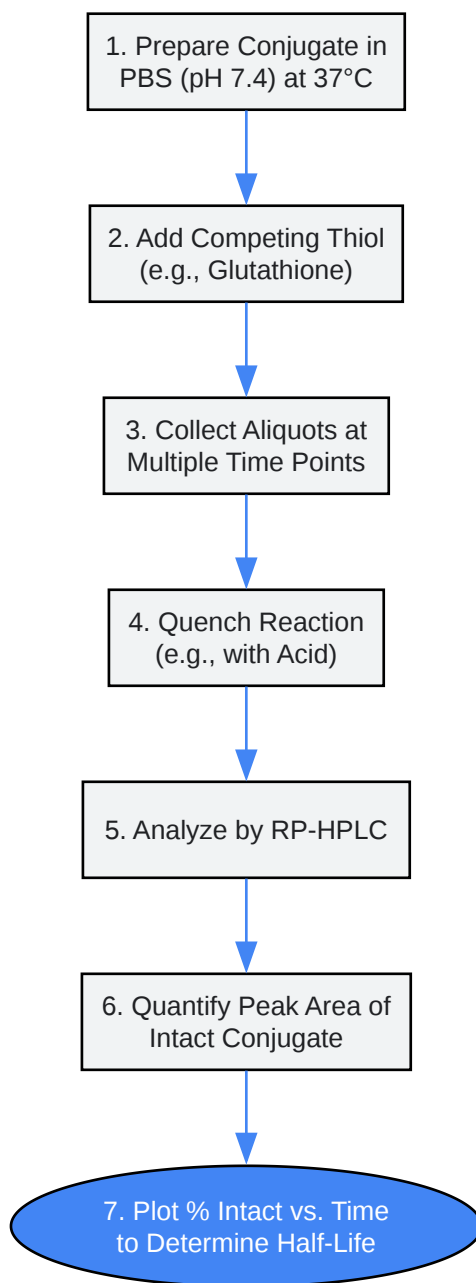 1. Prepare Conjugate in
PBS (pH 7.4) at 37°C
2. Add Competing Thiol
(e.g., Glutathione)
3. Collect Aliquots at
Multiple Time Points
4. Quench Reaction
(e.g., with Acid)
5. Analyze by RP-HPLC
6. Quantify Peak Area of
Intact Conjugate
7. Plot % Intact vs. Time
to Determine Half-Life